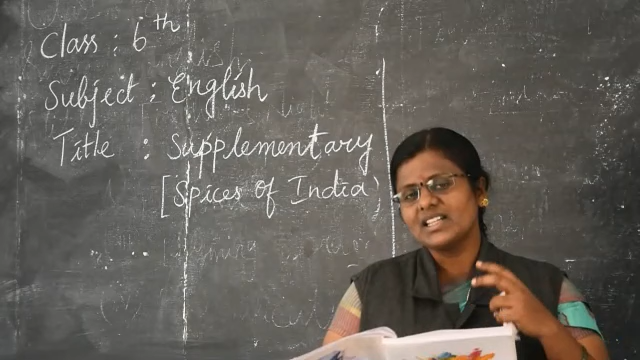 Class : 6th
Subject : English
Title : Supplementary
[Spices of India)